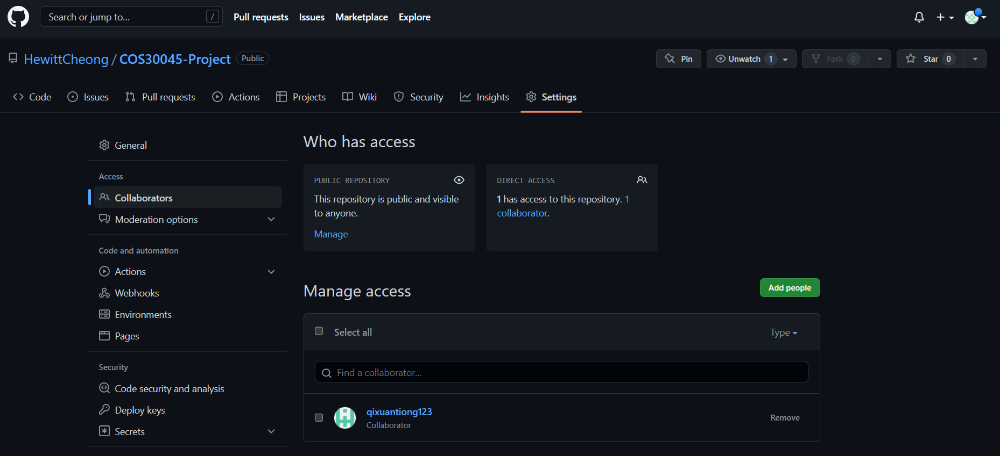 Search or jump to... /
Pull requests Issues Marketplace Explore
HewittCheong / COS30045-Project Public
Pin Unwatch 1 Fork 0 Star 0
Code Issues Pull requests Actions Projects Wiki Security Insights Settings
General
Access
Collaborators
Moderation options
Code and automation
Actions
Webhooks
Environments
Pages
Security
Code security and analysis
Deploy keys
Secrets
Who has access
PUBLIC REPOSITORY
This repository is public and visible
to anyone.
Manage
DIRECT ACCESS
1 has access to this repository. 1
collaborator.
Manage access
Add people
Select all Type
Find a collaborator...
qixuantiong123
Collaborator
Remove